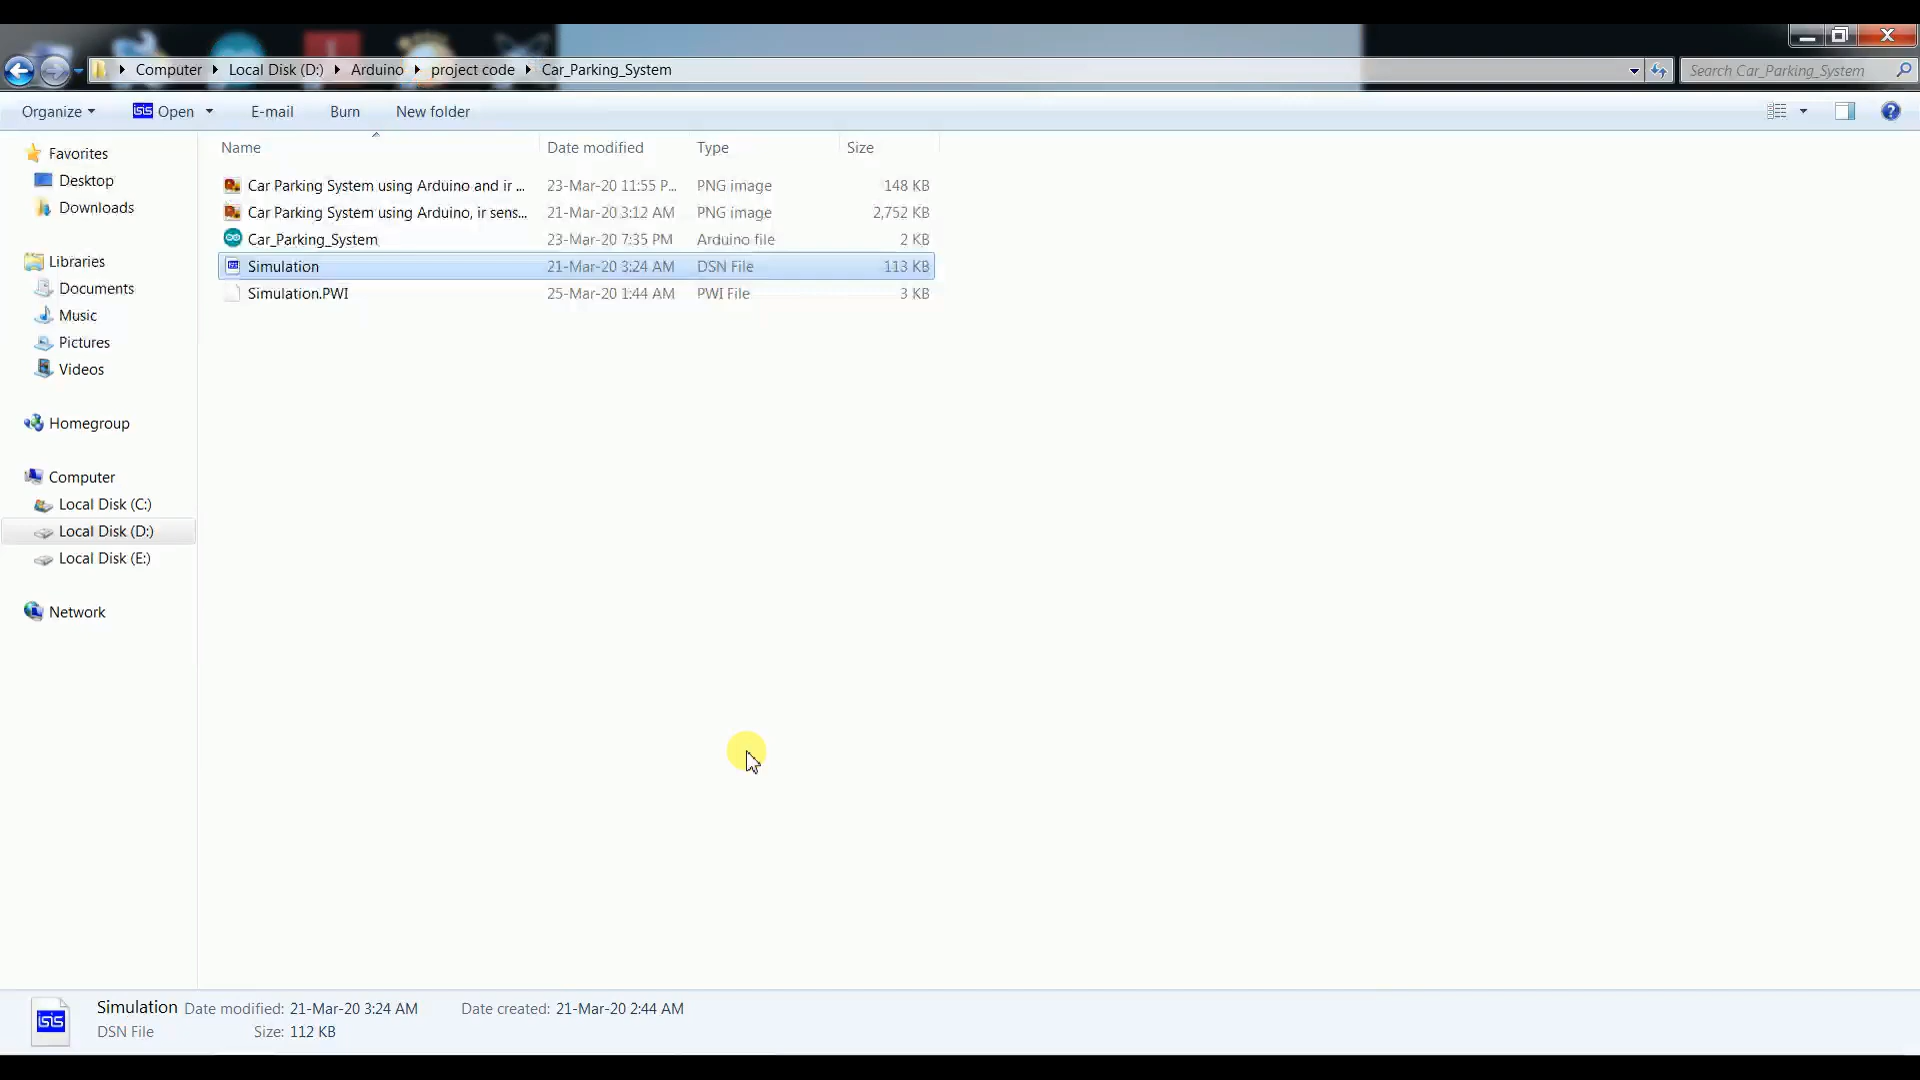 Computer Local Disk (D:) Arduino project code Car_Parking_System
Search Car_Parking_System
Organize isis Open E-mail Burn New folder
Name Date modified Type Size
Favorites
Desktop
Downloads
Libraries
Documents
Music
Pictures
Videos
Homegroup
Computer
Local Disk (C:)
Local Disk (D:)
Local Disk (E:)
Network
Car Parking System using Arduino and ir ... 23-Mar-20 11:55 P... PNG image 148 KB
Car Parking System using Arduino, ir sens... 21-Mar-20 3:12 AM PNG image 2,752 KB
Car_Parking_System 23-Mar-20 7:35 PM Arduino file 2 KB
Simulation 21-Mar-20 3:24 AM DSN File 113 KB
Simulation.PWI 25-Mar-20 1:44 AM PWI File 3 KB
isis
Simulation Date modified: 21-Mar-20 3:24 AM Date created: 21-Mar-20 2:44 AM
DSN File Size: 112 KB